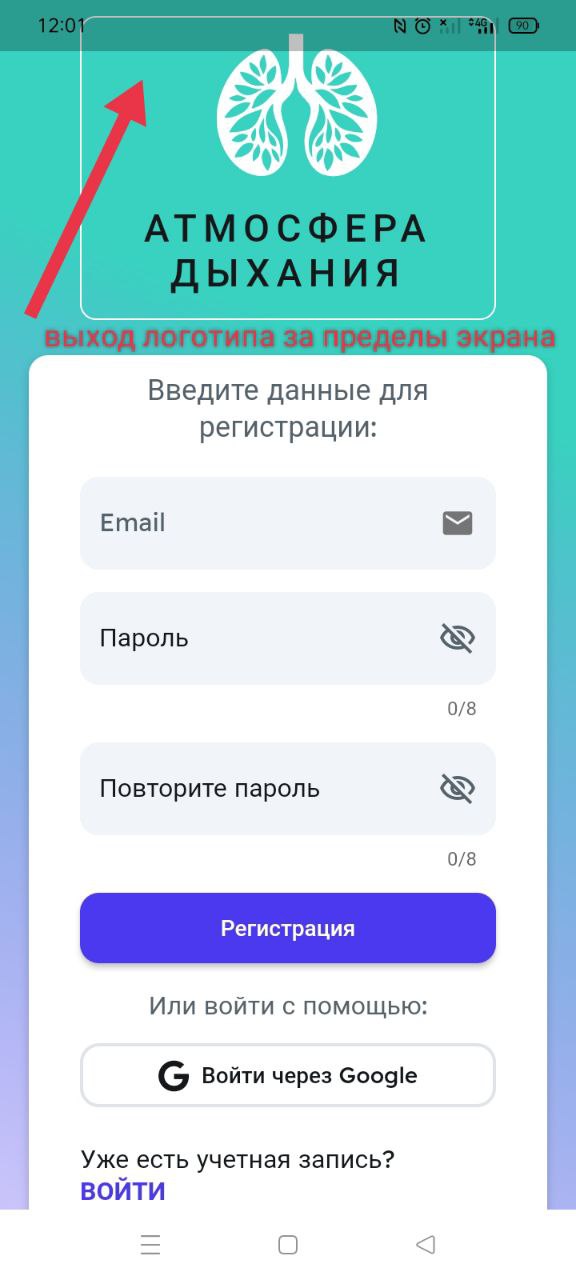 12:01
4G
90
АТМОСФЕРА
ДЫХАНИЯ
выход логотипа за пределы экрана
Введите данные для
регистрации:
Email
Пароль
0/8
Повторите пароль
0/8
Регистрация
Или войти с помощью:
Войти через Google
Уже есть учетная запись?
ВОЙТИ